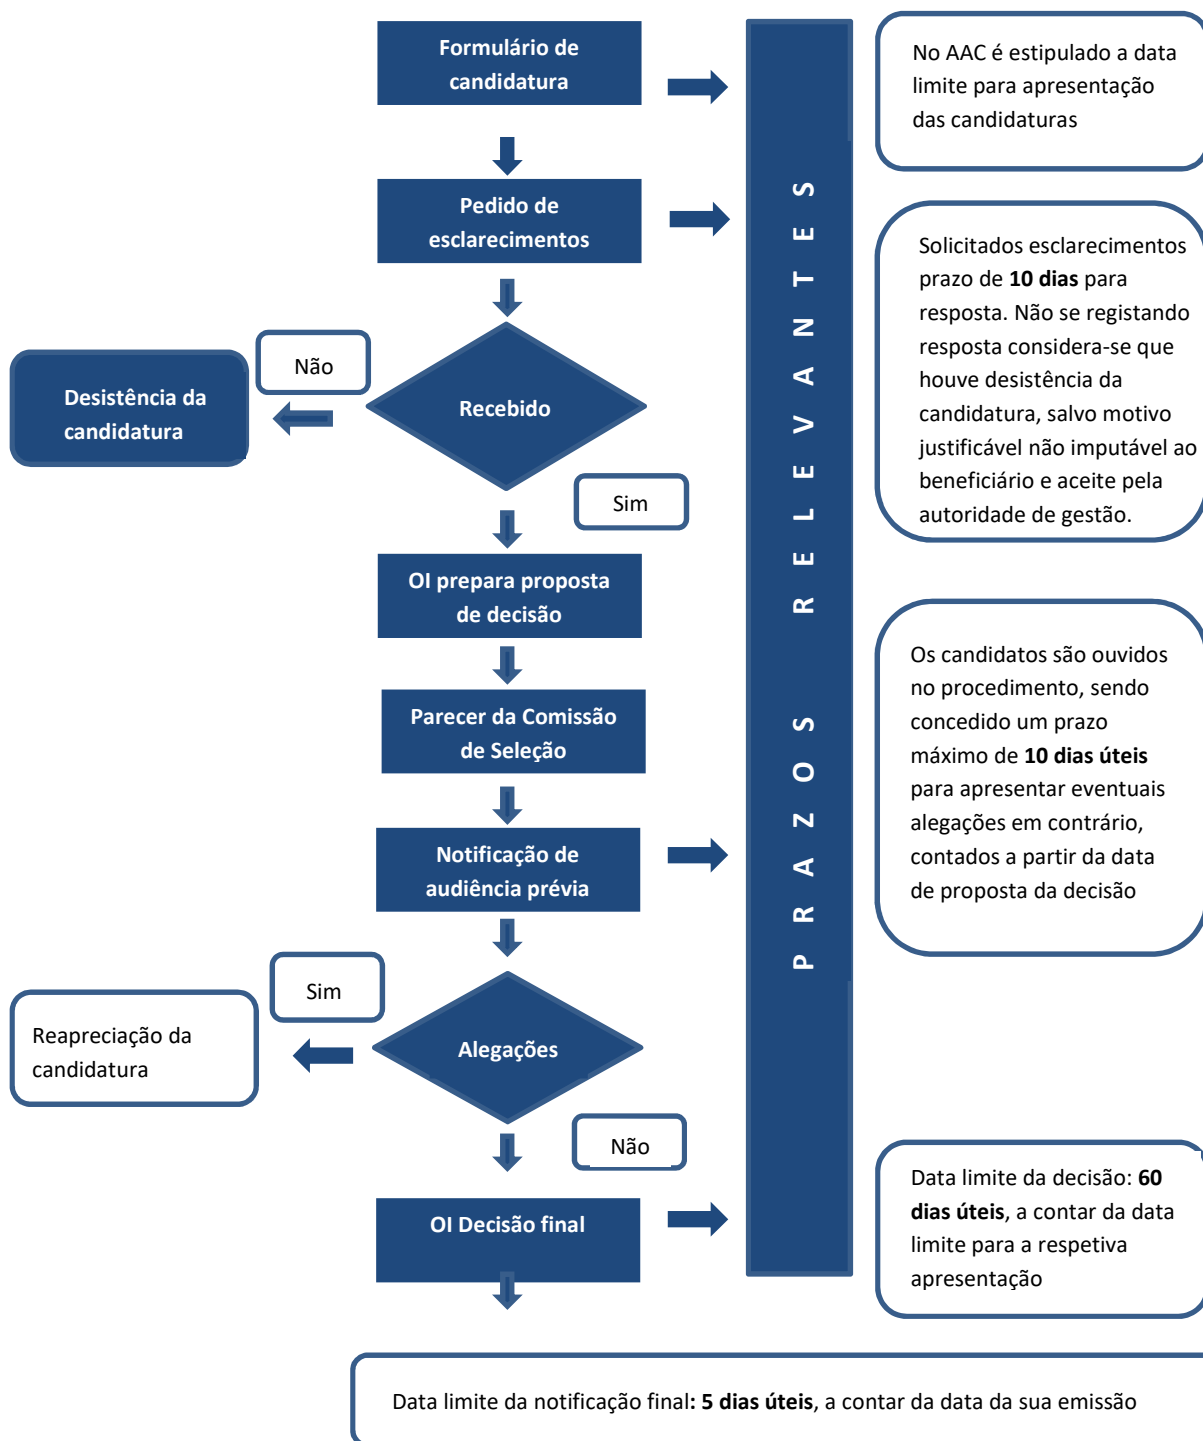 Formulário de
candidatura
No AAC é estipulado a data
limite para apresentação
das candidaturas
Pedido de
esclarecimentos
Solicitados esclarecimentos
prazo de 10 dias para
resposta. Não se registando
resposta considera-se que
houve desistência da
candidatura, salvo motivo
justificável não imputável ao
beneficiário e aceite pela
autoridade de gestão.
Não
Desistência da
candidatura
Recebido
Sim
OI prepara proposta
de decisão
Parecer da Comissão
de Seleção
Os candidatos são ouvidos
no procedimento, sendo
concedido um prazo
máximo de 10 dias úteis
para apresentar eventuais
alegações em contrário,
contados a partir da data
de proposta da decisão
Notificação de
audiência prévia
PRAZOS RELEVANTES
Sim
Reapreciação da
candidatura
Alegações
Não
OI Decisão final
Data limite da decisão: 60
dias úteis, a contar da data
limite para a respetiva
apresentação
Data limite da notificação final: 5 dias úteis, a contar da data da sua emissão